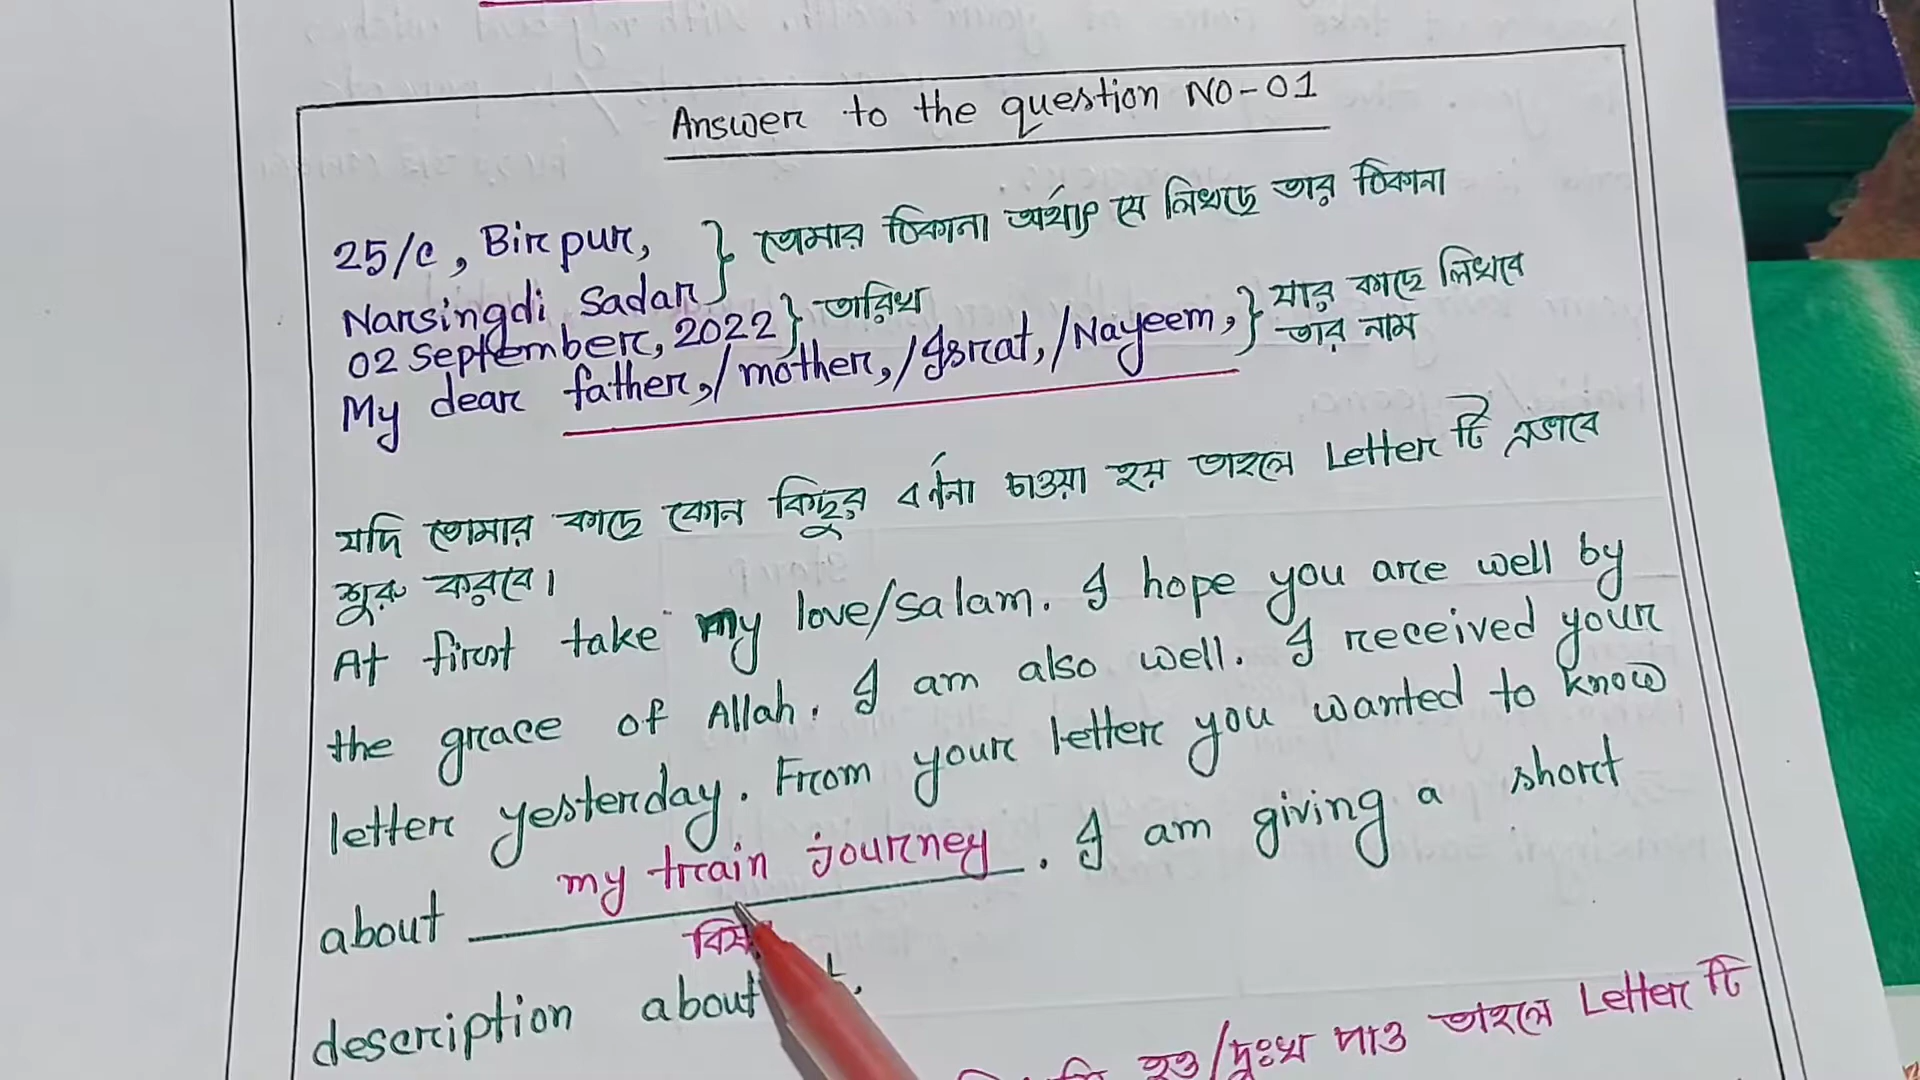 Answer to the question NO-01
25/c, Birpur, } তোমার ঠিকানা অর্থাৎ যে লিখছে তার ঠিকানা
Narsingdi Sadar
02 September, 2022 } তারিখ
My dear father,/mother,/Israt,/Nayeem, } যার কাছে লিখবে তার নাম
যদি তোমার কাছে কোন কিছুর বর্ননা চাওয়া হয় তাহলে Letter টি এভাবে
শুরু করবে।
At first take my love/salam. I hope you are well by
the grace of Allah. I am also well. I received your
letter yesterday. From your letter you wanted to know
about my train journey. I am giving a short
description about
হও/দুঃখ পাও তাহলে Letter টি